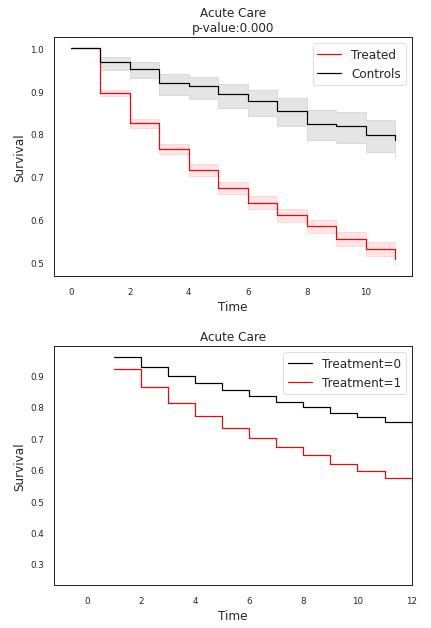 Acute Care
p-value:0.000
Treated
Controls
1.0
0.9
0.8
0.7
0.6
0.5
Survival
0 2 4 6 8 10
Time
Acute Care
Treatment=0
Treatment=1
0.9
0.8
0.7
0.6
0.5
0.4
0.3
Survival
0 2 4 6 8 10 12
Time